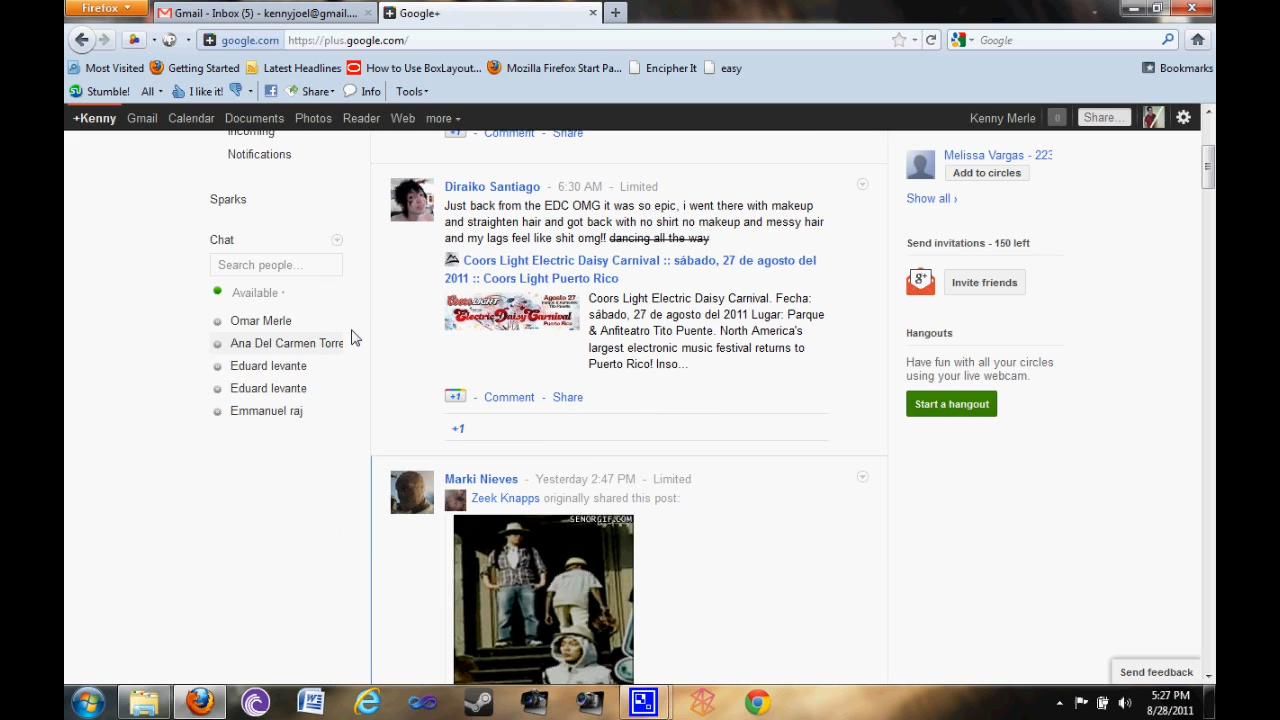 Firefox
Gmail - Inbox (5) - kennyjoel@gmail....
Google+
google.com
https://plus.google.com/
Google
Most Visited
Getting Started
Latest Headlines
How to Use BoxLayout...
Mozilla Firefox Start Pa...
Encipher It
easy
Bookmarks
Stumble!
All
I like it!
Share
Info
Tools
+Kenny
Gmail
Calendar
Documents
Photos
Reader
Web
more
Kenny Merle
0
Share...
Incoming
Notifications
Sparks
Chat
Search people...
Available
Omar Merle
Ana Del Carmen Torre
Eduard levante
Eduard levante
Emmanuel raj
+1 - Comment - Share
Diraiko Santiago - 6:30 AM - Limited
Just back from the EDC OMG it was so epic, i went there with makeup
and straighten hair and got back with no shirt no makeup and messy hair
and my lags feel like shit omg!! dancing all the way
Coors Light Electric Daisy Carnival :: sábado, 27 de agosto del
2011 :: Coors Light Puerto Rico
Agosto 27
Electric Daisy Carnival
Puerto Rico
Coors Light Electric Daisy Carnival. Fecha:
sábado, 27 de agosto del 2011 Lugar: Parque
& Anfiteatro Tito Puente. North America's
largest electronic music festival returns to
Puerto Rico! Inso...
+1 - Comment - Share
+1
Marki Nieves - Yesterday 2:47 PM - Limited
Zeek Knapps originally shared this post:
SENORGIF.COM
Melissa Vargas - 223
Add to circles
Show all ›
Send invitations - 150 left
g+
Invite friends
Hangouts
Have fun with all your circles
using your live webcam.
Start a hangout
Send feedback
5:27 PM
8/28/2011